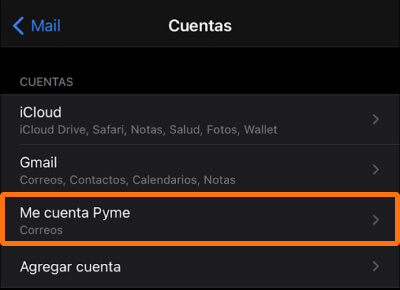 Mail
Cuentas
CUENTAS
iCloud
iCloud Drive, Safari, Notas, Salud, Fotos, Wallet
Gmail
Correos, Contactos, Calendarios, Notas
Me cuenta Pyme
Correos
Agregar cuenta